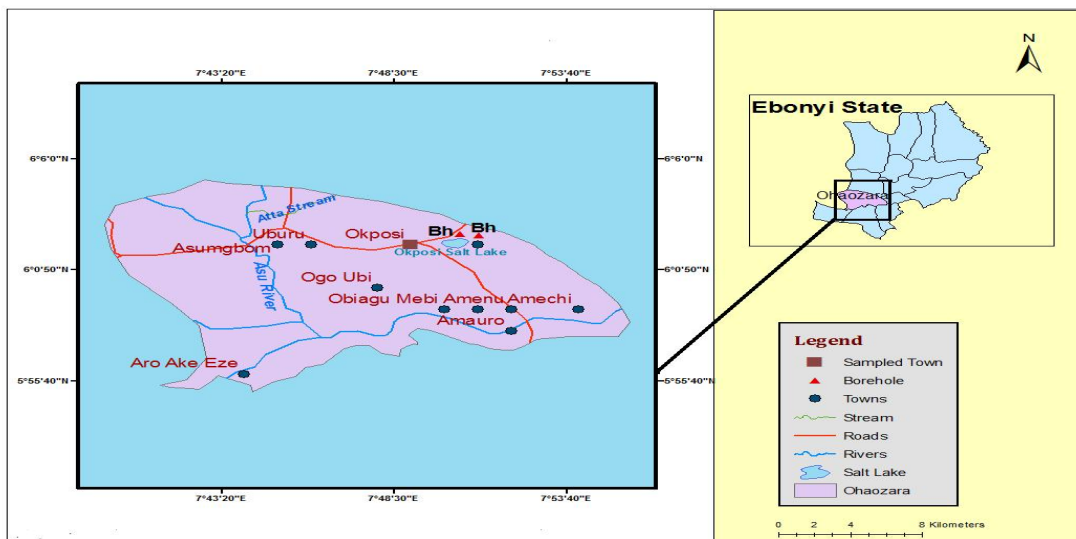 7°43'20"E 7°48'30"E 7°53'40"E
6°6'0"N 6°6'0"N
Atta Stream
Uburu Okposi Bh Bh
Asumgbom Okposi Salt Lake
6°0'50"N 6°0'50"N
Asu River
Ogo Ubi
Obiagu Mebi Amenu Amechi
Amauro
Aro Ake Eze
5°55'40"N 5°55'40"N
7°43'20"E 7°48'30"E 7°53'40"E
N
Ebonyi State
Ohaozara
Legend
Sampled Town
Borehole
Towns
Stream
Roads
Rivers
Salt Lake
Ohaozara
0 2 4 8 Kilometers